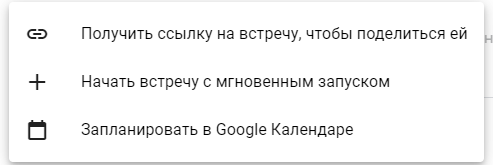 Получить ссылку на встречу, чтобы поделиться ей
Начать встречу с мгновенным запуском
Запланировать в Google Календаре